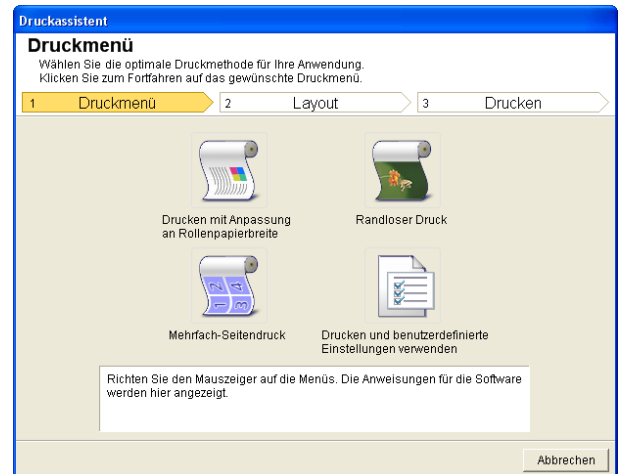 Druckassistent
Druckmenü
Wählen Sie die optimale Druckmethode für Ihre Anwendung.
Klicken Sie zum Fortfahren auf das gewünschte Druckmenü.
1 Druckmenü 2 Layout 3 Drucken
Drucken mit Anpassung
an Rollenpapierbreite
Randloser Druck
Mehrfach-Seitendruck
Drucken und benutzerdefinierte
Einstellungen verwenden
Richten Sie den Mauszeiger auf die Menüs. Die Anweisungen für die Software
werden hier angezeigt.
Abbrechen